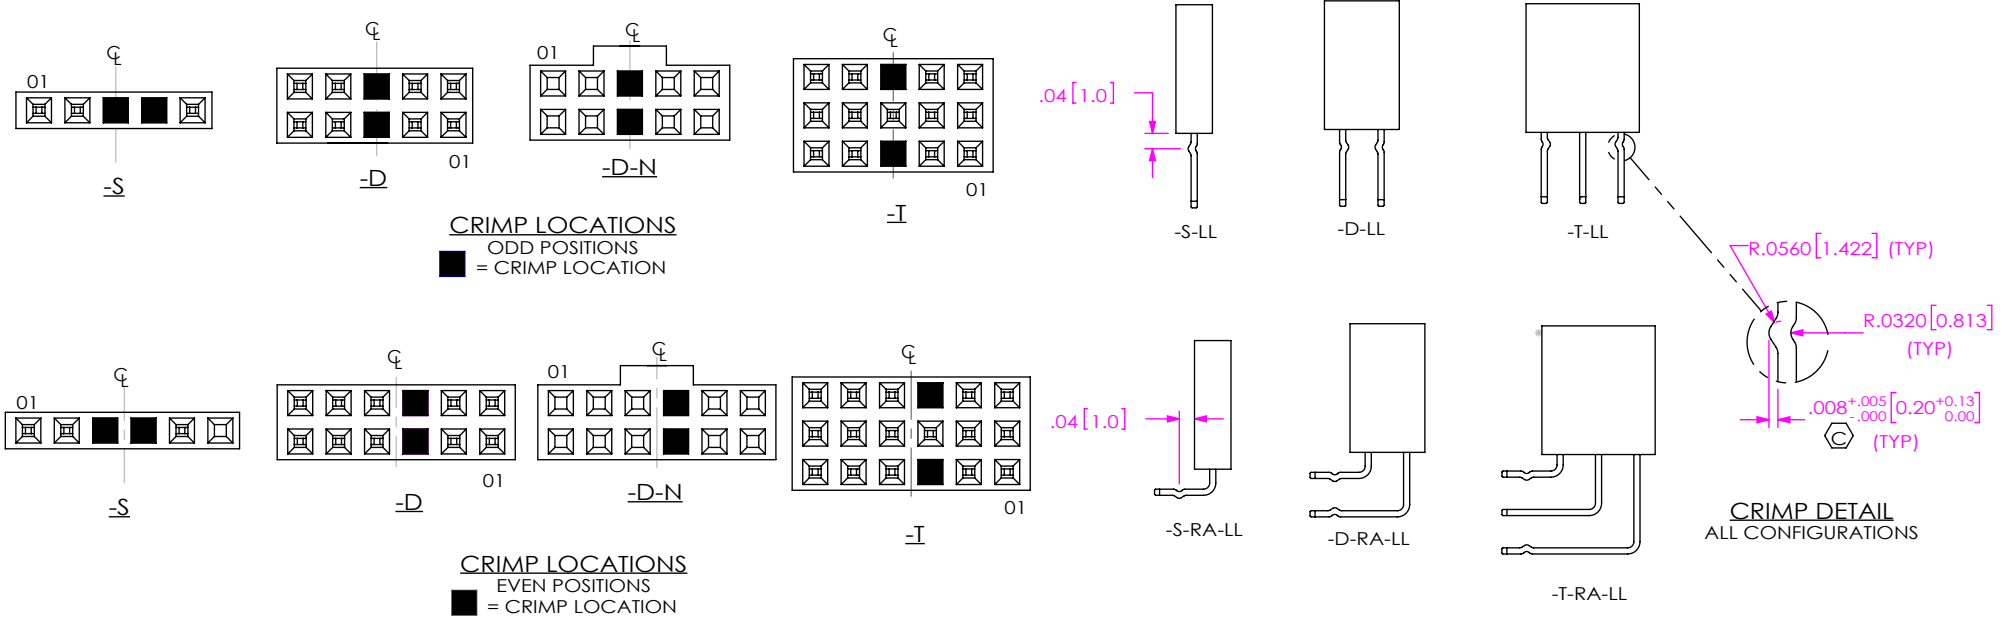 ℄
01
-S
℄
01
-D
℄
01
-D-N
℄
01
-T
CRIMP LOCATIONS
ODD POSITIONS
= CRIMP LOCATION
.04[1.0]
-S-LL
-D-LL
-T-LL
R.0560[1.422] (TYP)
R.0320[0.813]
(TYP)
.008+.005-.000[0.20+0.13 0.00]
C
(TYP)
CRIMP DETAIL
ALL CONFIGURATIONS
℄
01
-S
℄
01
-D
℄
01
-D-N
℄
01
-T
CRIMP LOCATIONS
EVEN POSITIONS
= CRIMP LOCATION
.04[1.0]
-S-RA-LL
-D-RA-LL
-T-RA-LL